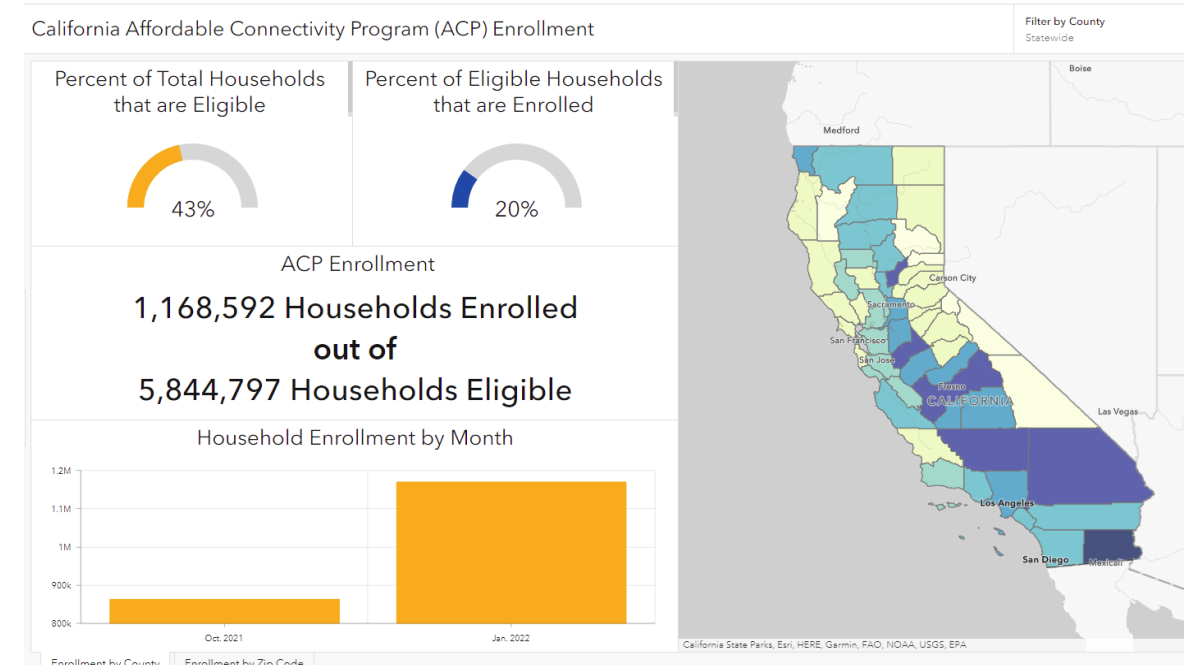 California Affordable Connectivity Program (ACP) Enrollment
Filter by County
Statewide
Percent of Total Households
that are Eligible
43%
Percent of Eligible Households
that are Enrolled
20%
ACP Enrollment
1,168,592 Households Enrolled
out of
5,844,797 Households Eligible
Household Enrollment by Month
1.2M
1.1M
1M
900k
800k
Oct. 2021
Jan. 2022
Enrollment by County
Enrollment by Zip Code
Boise
Medford
Carson City
Sacramento
San Francisco
San Jose
Fresno
CALIFORNIA
Las Vegas
Los Angeles
San Diego
Mexicali
California State Parks, Esri, HERE, Garmin, FAO, NOAA, USGS, EPA